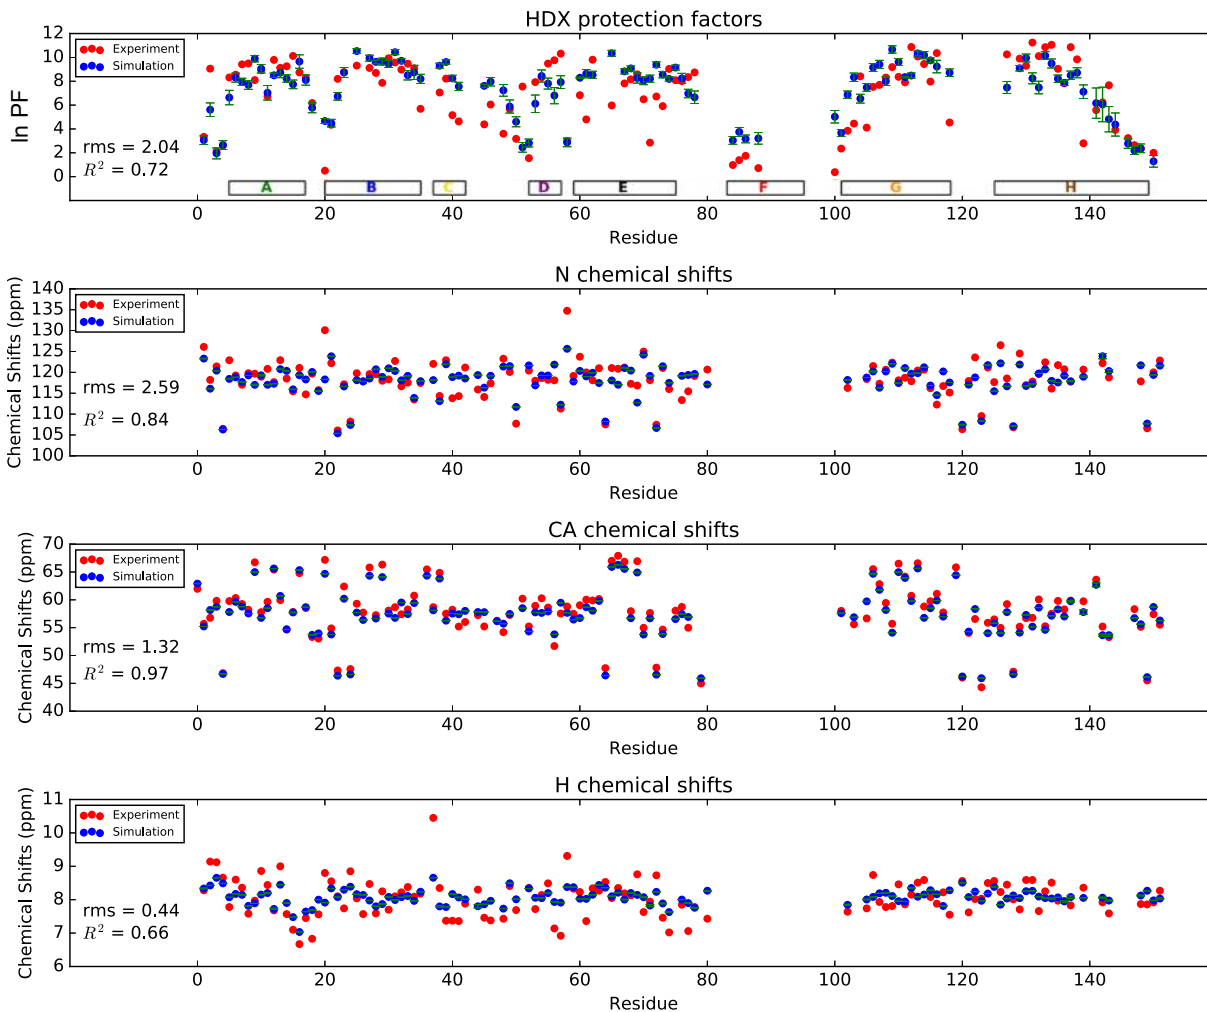 HDX protection factors
12
10
8
6
4
2
0
ln PF
Experiment
Simulation
rms = 2.04
R² = 0.72
A B C D E F G H
0 20 40 60 80 100 120 140
Residue
N chemical shifts
140
135
130
125
120
115
110
105
100
Chemical Shifts (ppm)
Experiment
Simulation
rms = 2.59
R² = 0.84
0 20 40 60 80 100 120 140
Residue
CA chemical shifts
70
65
60
55
50
45
40
Chemical Shifts (ppm)
Experiment
Simulation
rms = 1.32
R² = 0.97
0 20 40 60 80 100 120 140
Residue
H chemical shifts
11
10
9
8
7
6
Chemical Shifts (ppm)
Experiment
Simulation
rms = 0.44
R² = 0.66
0 20 40 60 80 100 120 140
Residue